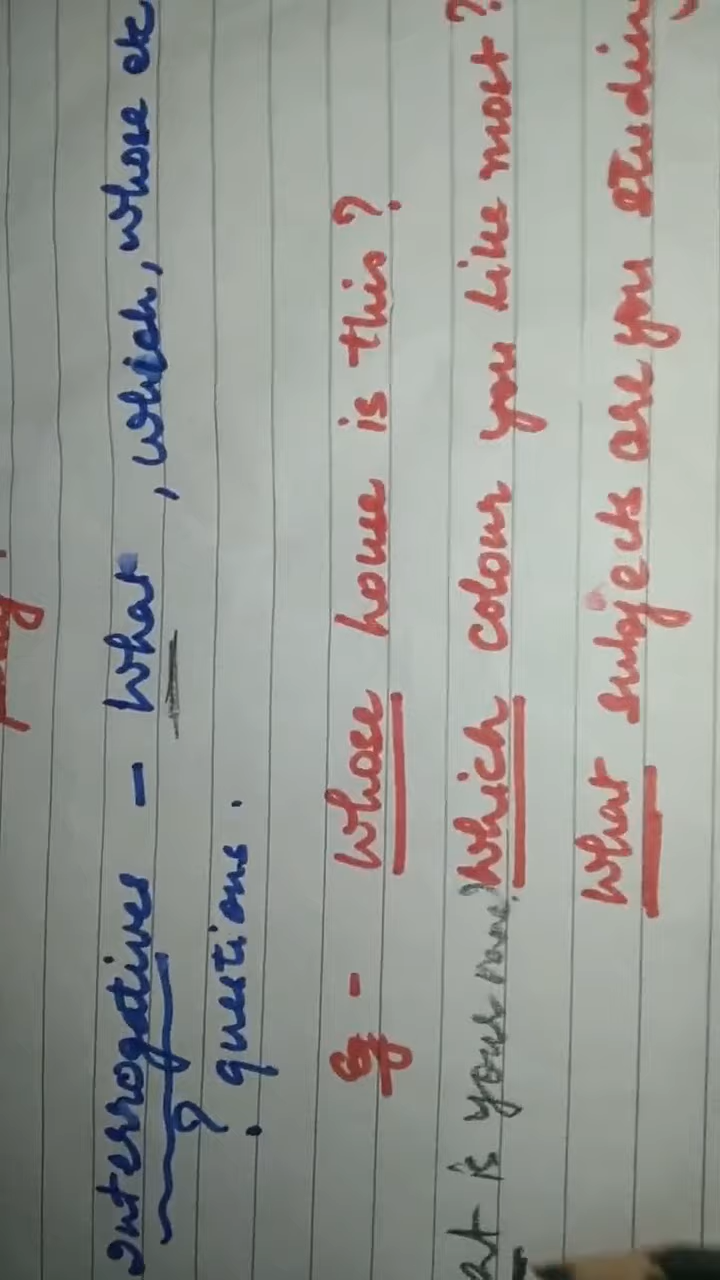 Interrogatives - What, which, whose etc
? questions.
Eg - Whose house is this?
Which colour you like most?
is your name?
What subjects are you